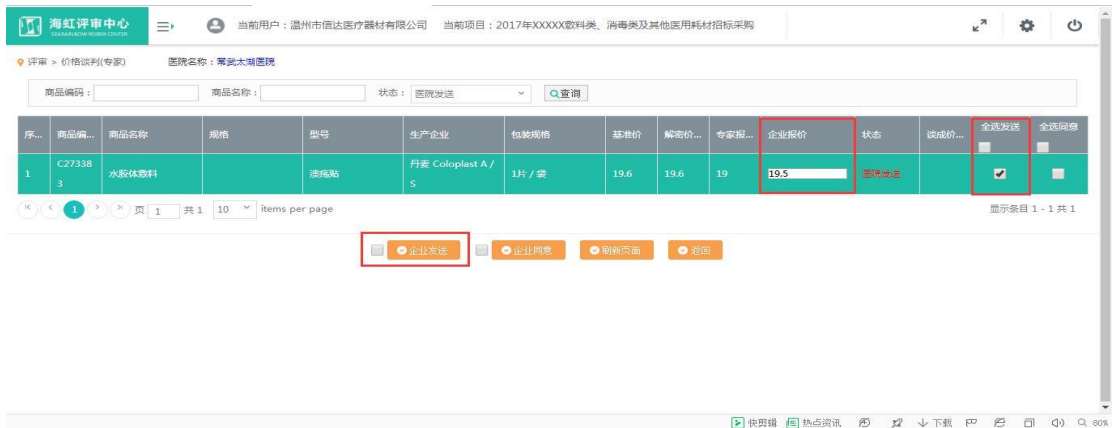 海虹评审中心
SEARAINBOW REVIEW CENTER
当前用户：温州市信达医疗器材有限公司 当前项目：2017年XXXXX敷料类、消毒类及其他医用耗材招标采购
评审 > 价格谈判(专家) 医院名称：常武太湖医院
商品编码： 商品名称： 状态： 医院发送 查询
序... 商品编... 商品名称 规格 型号 生产企业 包装规格 基准价 解密价... 专家报... 企业报价 状态 谈成价... 全选发送 全选同意
1 C273383 水胶体敷料 溃疡贴 丹麦 Coloplast A / S 1片 / 袋 19.6 19.6 19 19.5 医院发送
1 页 1 共 1 10 items per page 显示条目 1 - 1 共 1
企业发送 企业同意 刷新页面 返回
快剪辑 热点资讯 下载 80%